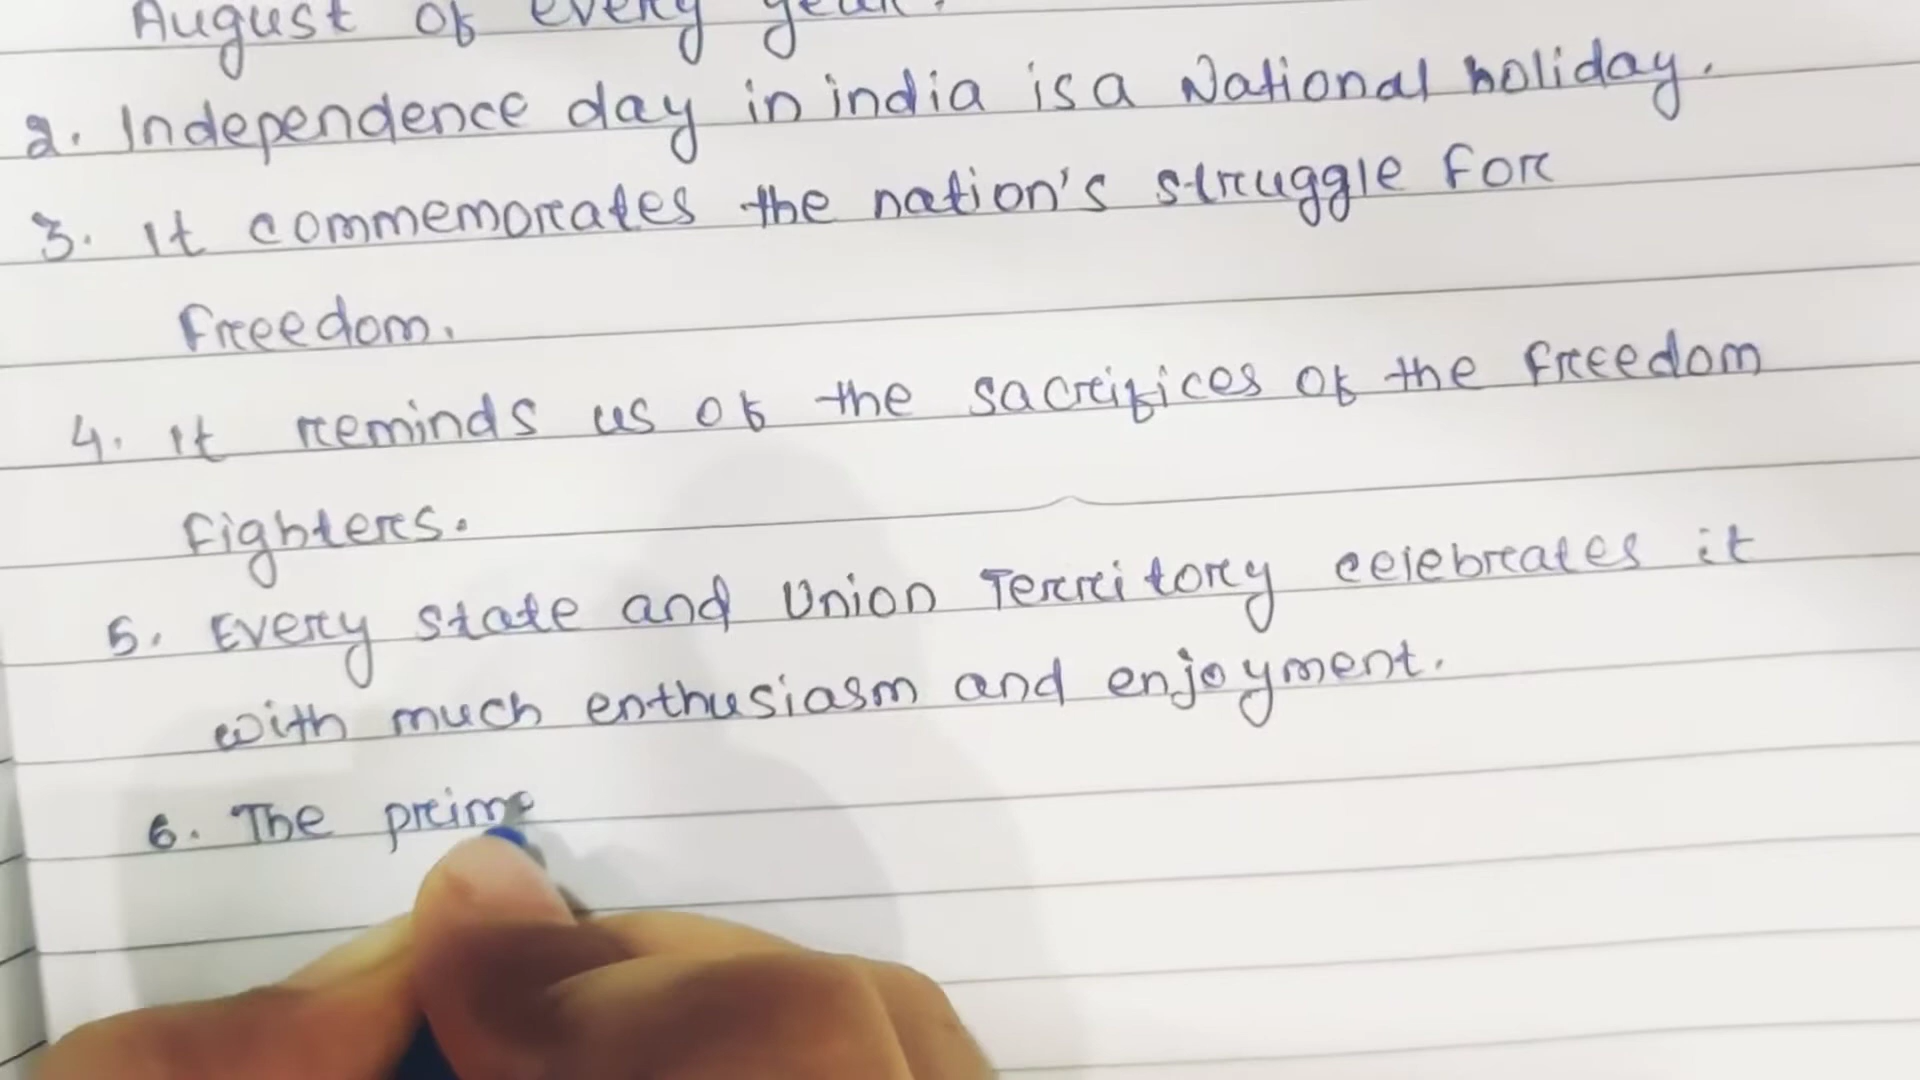 August of every year.
2. Independence day in india is a National holiday.
3. It commemorates the nation's struggle for
freedom.
4. It reminds us of the sacrifices of the freedom
fighters.
5. Every state and Union Territory celebrates it
with much enthusiasm and enjoyment.
6. The prime